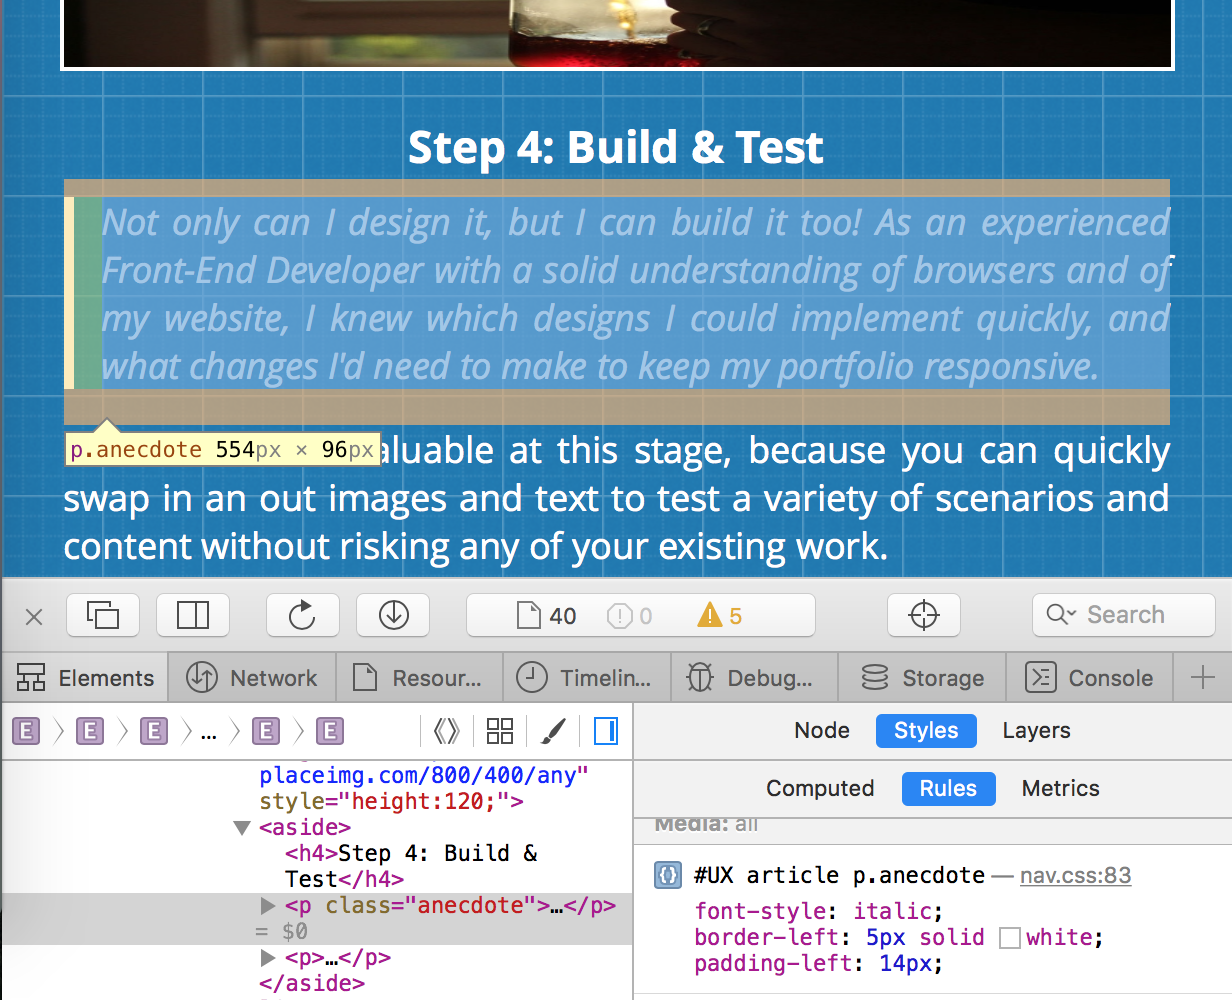 Step 4: Build & Test
Not only can I design it, but I can build it too! As an experienced
Front-End Developer with a solid understanding of browsers and of
my website, I knew which designs I could implement quickly, and
what changes I'd need to make to keep my portfolio responsive.
p.anecdote 554px × 96px
aluable at this stage, because you can quickly
swap in an out images and text to test a variety of scenarios and
content without risking any of your existing work.
40 0 5 Search
Elements Network Resour... Timelin... Debug... Storage Console
E E E ... E E
Node Styles Layers
Computed Rules Metrics
placeimg.com/800/400/any"
style="height:120;">
<aside>
<h4>Step 4: Build &
Test</h4>
<p class="anecdote">…</p>
= $0
<p>…</p>
</aside>
Media: all
#UX article p.anecdote — nav.css:83
font-style: italic;
border-left: 5px solid white;
padding-left: 14px;